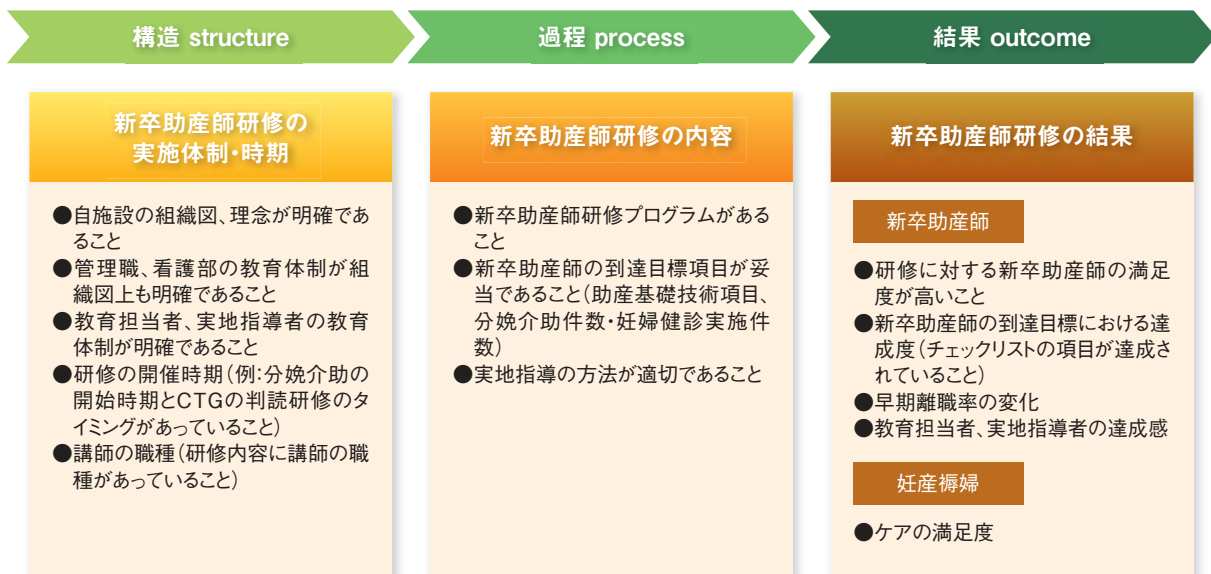 構造 structure
過程 process
結果 outcome
新卒助産師研修の
実施体制・時期
●自施設の組織図、理念が明確であ
ること
●管理職、看護部の教育体制が組
織図上も明確であること
●教育担当者、実地指導者の教育
体制が明確であること
●研修の開催時期(例:分娩介助の
開始時期とCTGの判読研修のタ
イミングがあっていること)
●講師の職種(研修内容に講師の職
種があっていること)
新卒助産師研修の内容
●新卒助産師研修プログラムがある
こと
●新卒助産師の到達目標項目が妥
当であること(助産基礎技術項目、
分娩介助件数・妊婦健診実施件
数)
●実地指導の方法が適切であること
新卒助産師研修の結果
新卒助産師
●研修に対する新卒助産師の満足
度が高いこと
●新卒助産師の到達目標における達
成度(チェックリストの項目が達成さ
れていること)
●早期離職率の変化
●教育担当者、実地指導者の達成感
妊産褥婦
●ケアの満足度